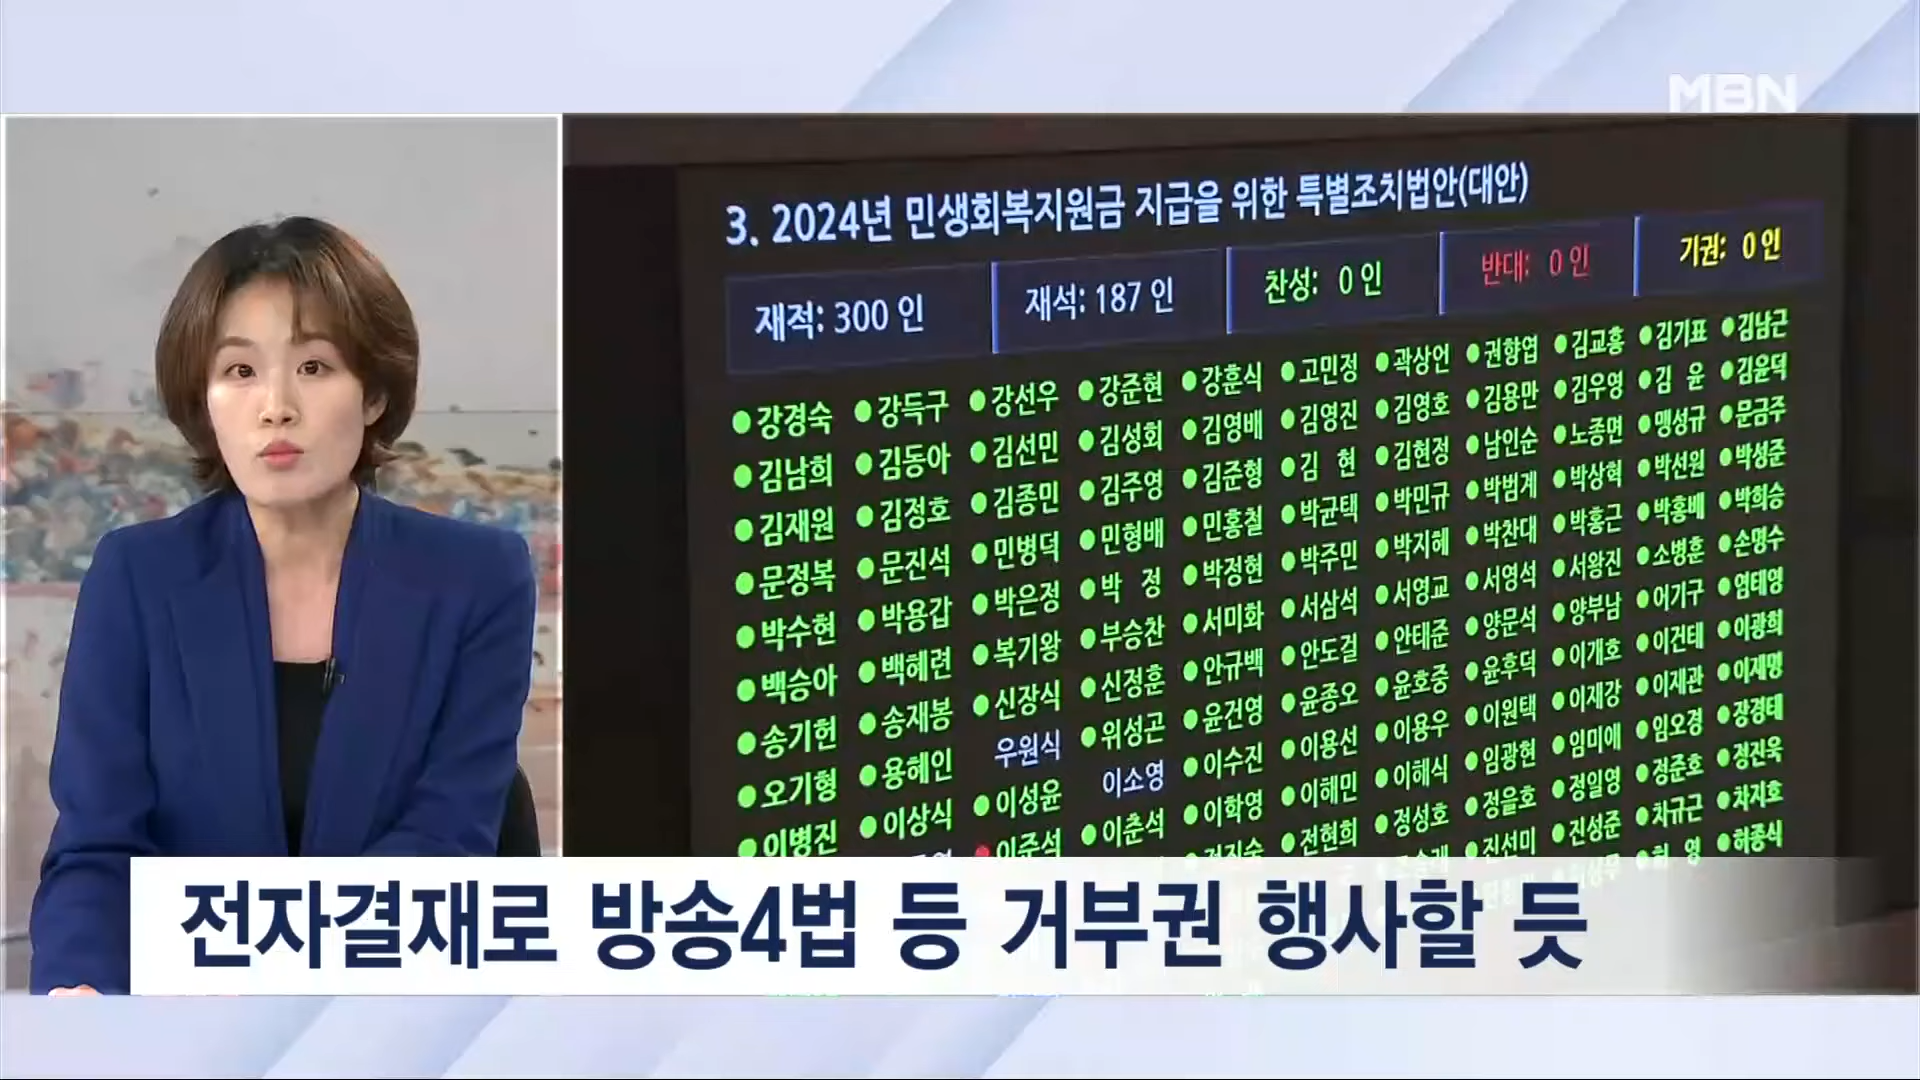 MBN
3. 2024년 민생회복지원금 지급을 위한 특별조치법안(대안)
재적: 300 인 재석: 187 인 찬성: 0 인 반대: 0 인 기권: 0 인
강경숙 강득구 강선우 강준현 강훈식 고민정 곽상언 권향엽 김교흥 김기표 김남근
김남희 김동아 김선민 김성회 김영배 김영진 김영호 김용만 김우영 김 윤 김윤덕
김재원 김정호 김종민 김주영 김준형 김 현 김현정 남인순 노종면 맹성규 문금주
문정복 문진석 민병덕 민형배 민홍철 박균택 박민규 박범계 박상혁 박선원 박성준
박수현 박용갑 박은정 박 정 박정현 박주민 박지혜 박찬대 박홍근 박홍배 박희승
백승아 백혜련 복기왕 부승찬 서미화 서삼석 서영교 서영석 서왕진 소병훈 손명수
송기헌 송재봉 신장식 신정훈 안규백 안도걸 안태준 양문석 양부남 어기구 염태영
오기형 용혜인 우원식 위성곤 윤건영 윤종오 윤호중 윤후덕 이개호 이건태 이광희
이병진 이상식 이성윤 이소영 이수진 이용선 이용우 이원택 이재강 이재관 이재명
이준석 이춘석 이학영 이해민 이해식 임광현 임미애 임오경 장경태
전현희 정성호 정을호 정일영 정준호 정진욱
진선미 진성준 차규근 차지호
허 영 허종식
전자결재로 방송4법 등 거부권 행사할 듯